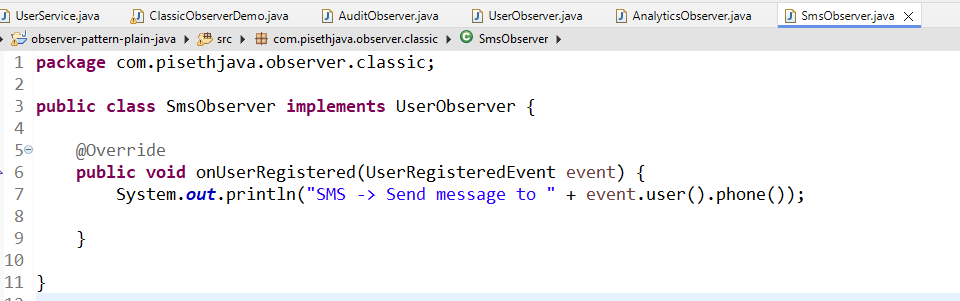 UserService.java ClassicObserverDemo.java AuditObserver.java UserObserver.java AnalyticsObserver.java SmsObserver.java
observer-pattern-plain-java src com.pisethjava.observer.classic SmsObserver
1 package com.pisethjava.observer.classic;
2
3 public class SmsObserver implements UserObserver {
4
5 @Override
6 public void onUserRegistered(UserRegisteredEvent event) {
7 System.out.println("SMS -> Send message to " + event.user().phone());
8
9 }
10
11 }